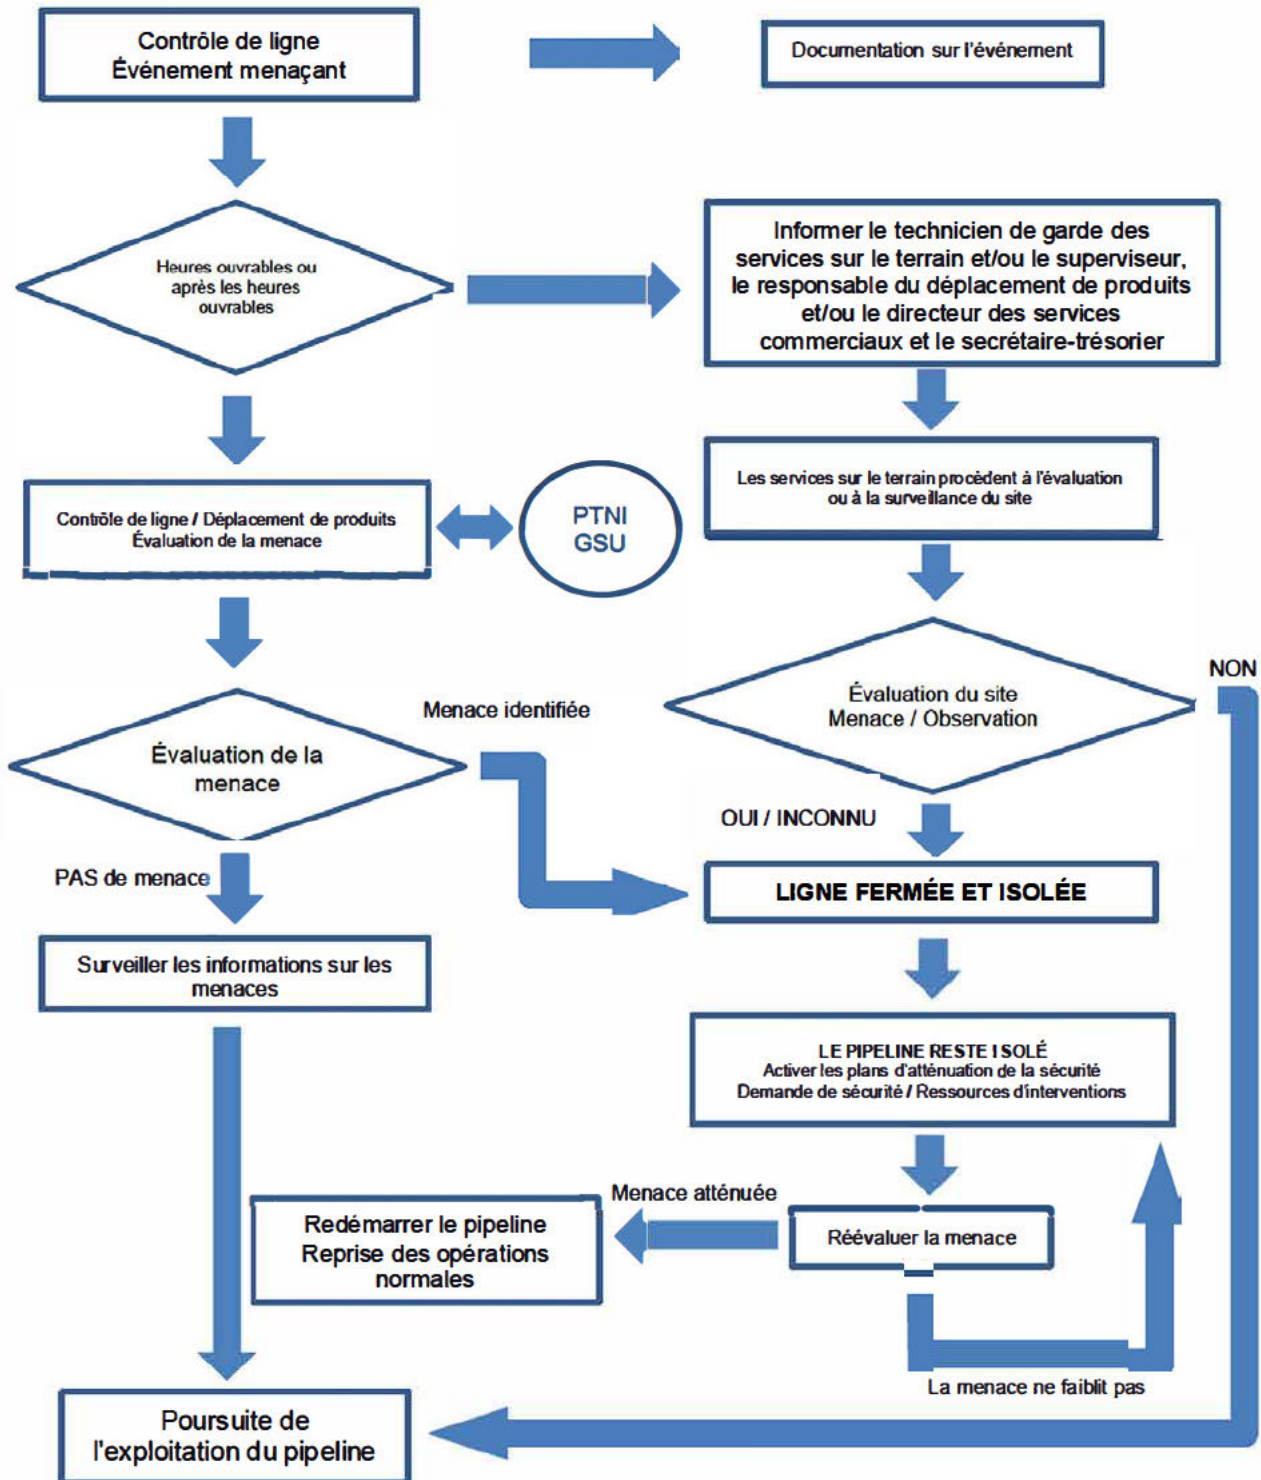 Contrôle de ligne
Événement menaçant
Documentation sur l'événement
Heures ouvrables ou
après les heures
ouvrables
Informer le technicien de garde des
services sur le terrain et/ou le superviseur,
le responsable du déplacement de produits
et/ou le directeur des services
commerciaux et le secrétaire-trésorier
Contrôle de ligne / Déplacement de produits
Évaluation de la menace
PTNI
GSU
Les services sur le terrain procèdent à l'évaluation
ou à la surveillance du site
Évaluation de la
menace
Menace identifiée
Évaluation du site
Menace / Observation
NON
OUI / INCONNU
PAS de menace
LIGNE FERMÉE ET ISOLÉE
Surveiller les informations sur les
menaces
LE PIPELINE RESTE ISOLÉ
Activer les plans d'atténuation de la sécurité
Demande de sécurité / Ressources d'interventions
Menace atténuée
Redémarrer le pipeline
Reprise des opérations
normales
Réévaluer la menace
La menace ne faiblit pas
Poursuite de
l'exploitation du pipeline